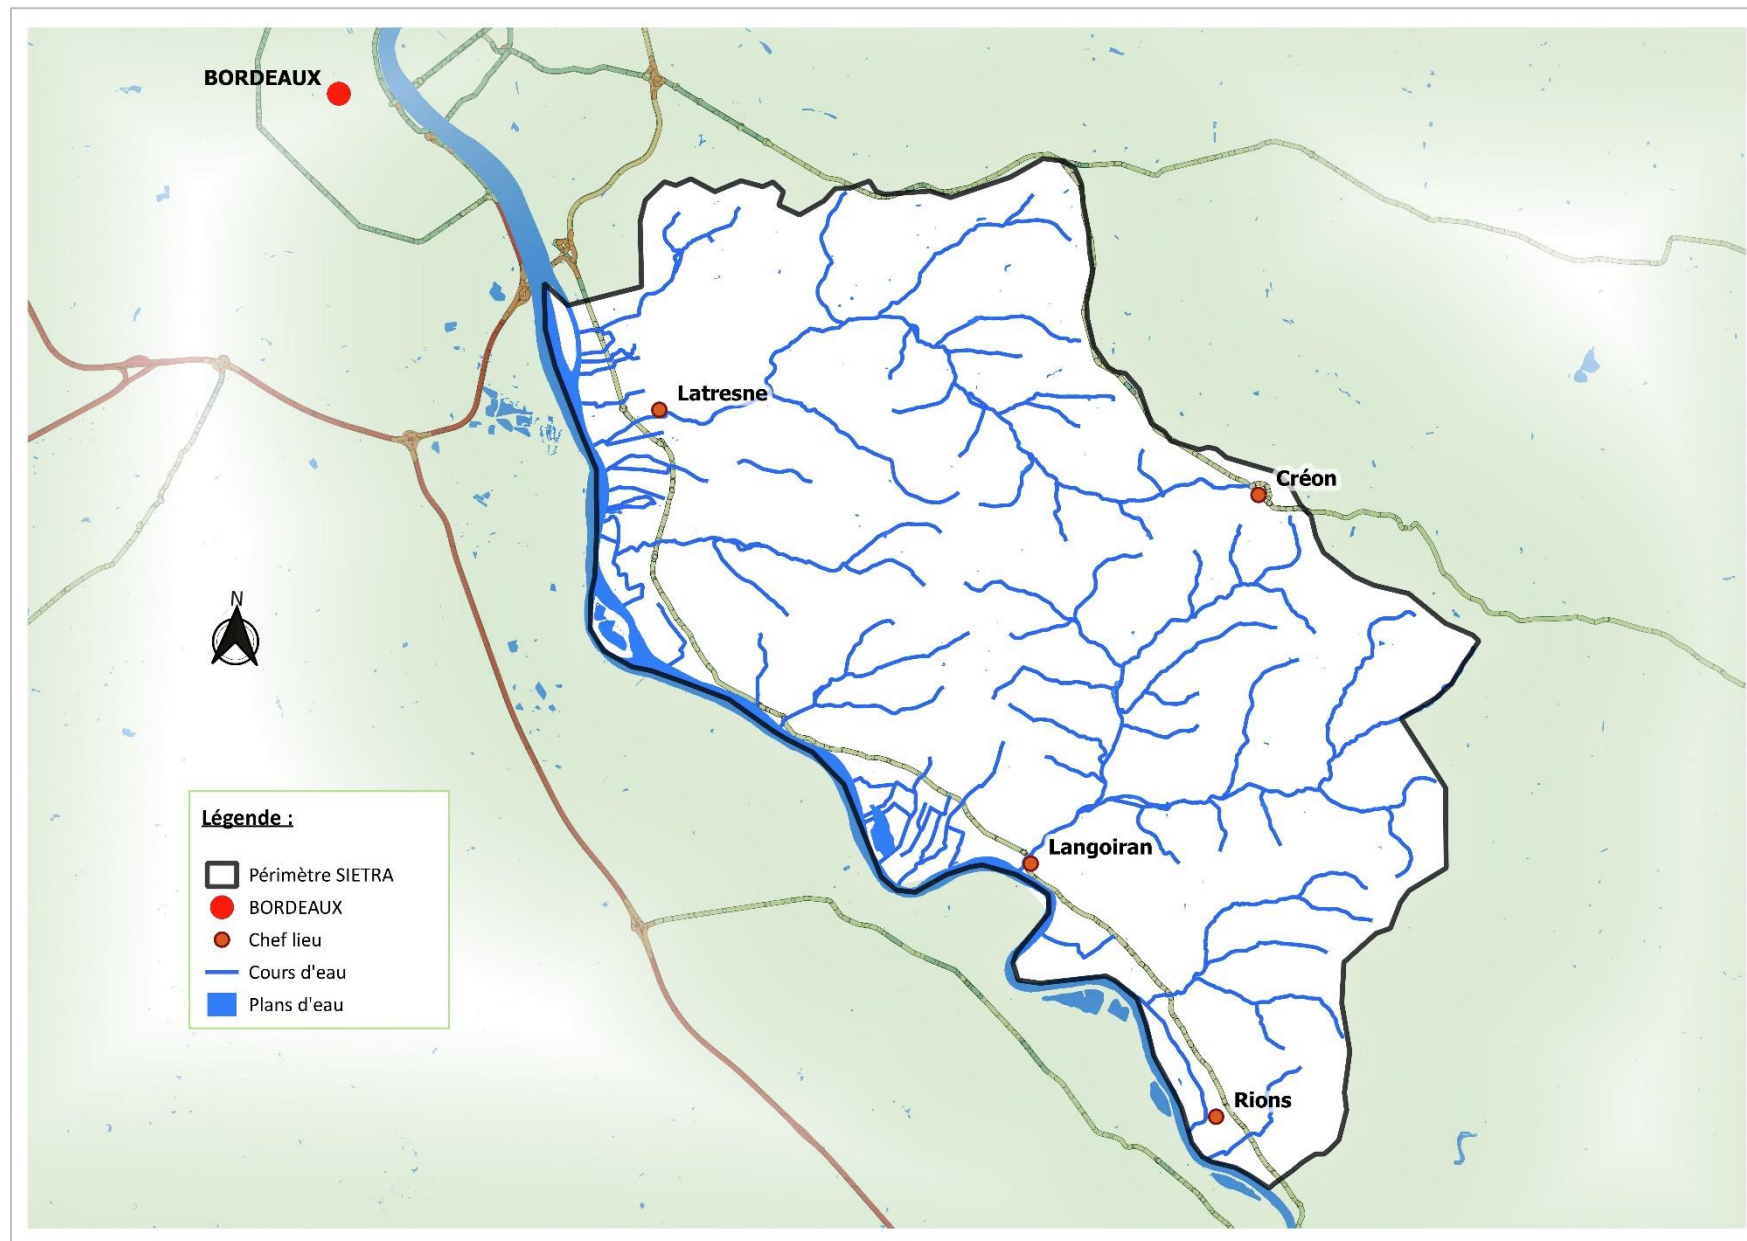 BORDEAUX
Latresne
Créon
N
Légende :
Périmètre SIETRA
BORDEAUX
Chef lieu
Cours d'eau
Plans d'eau
Langoiran
Rions